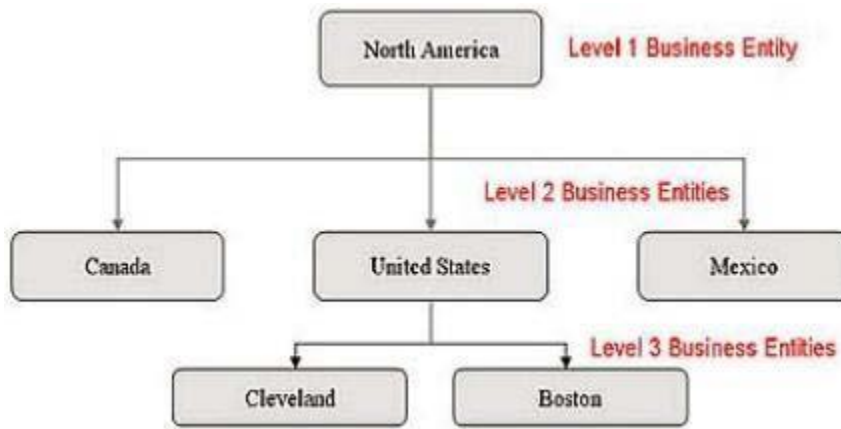 North America
Level 1 Business Entity
Level 2 Business Entities
Canada
United States
Mexico
Level 3 Business Entities
Cleveland
Boston